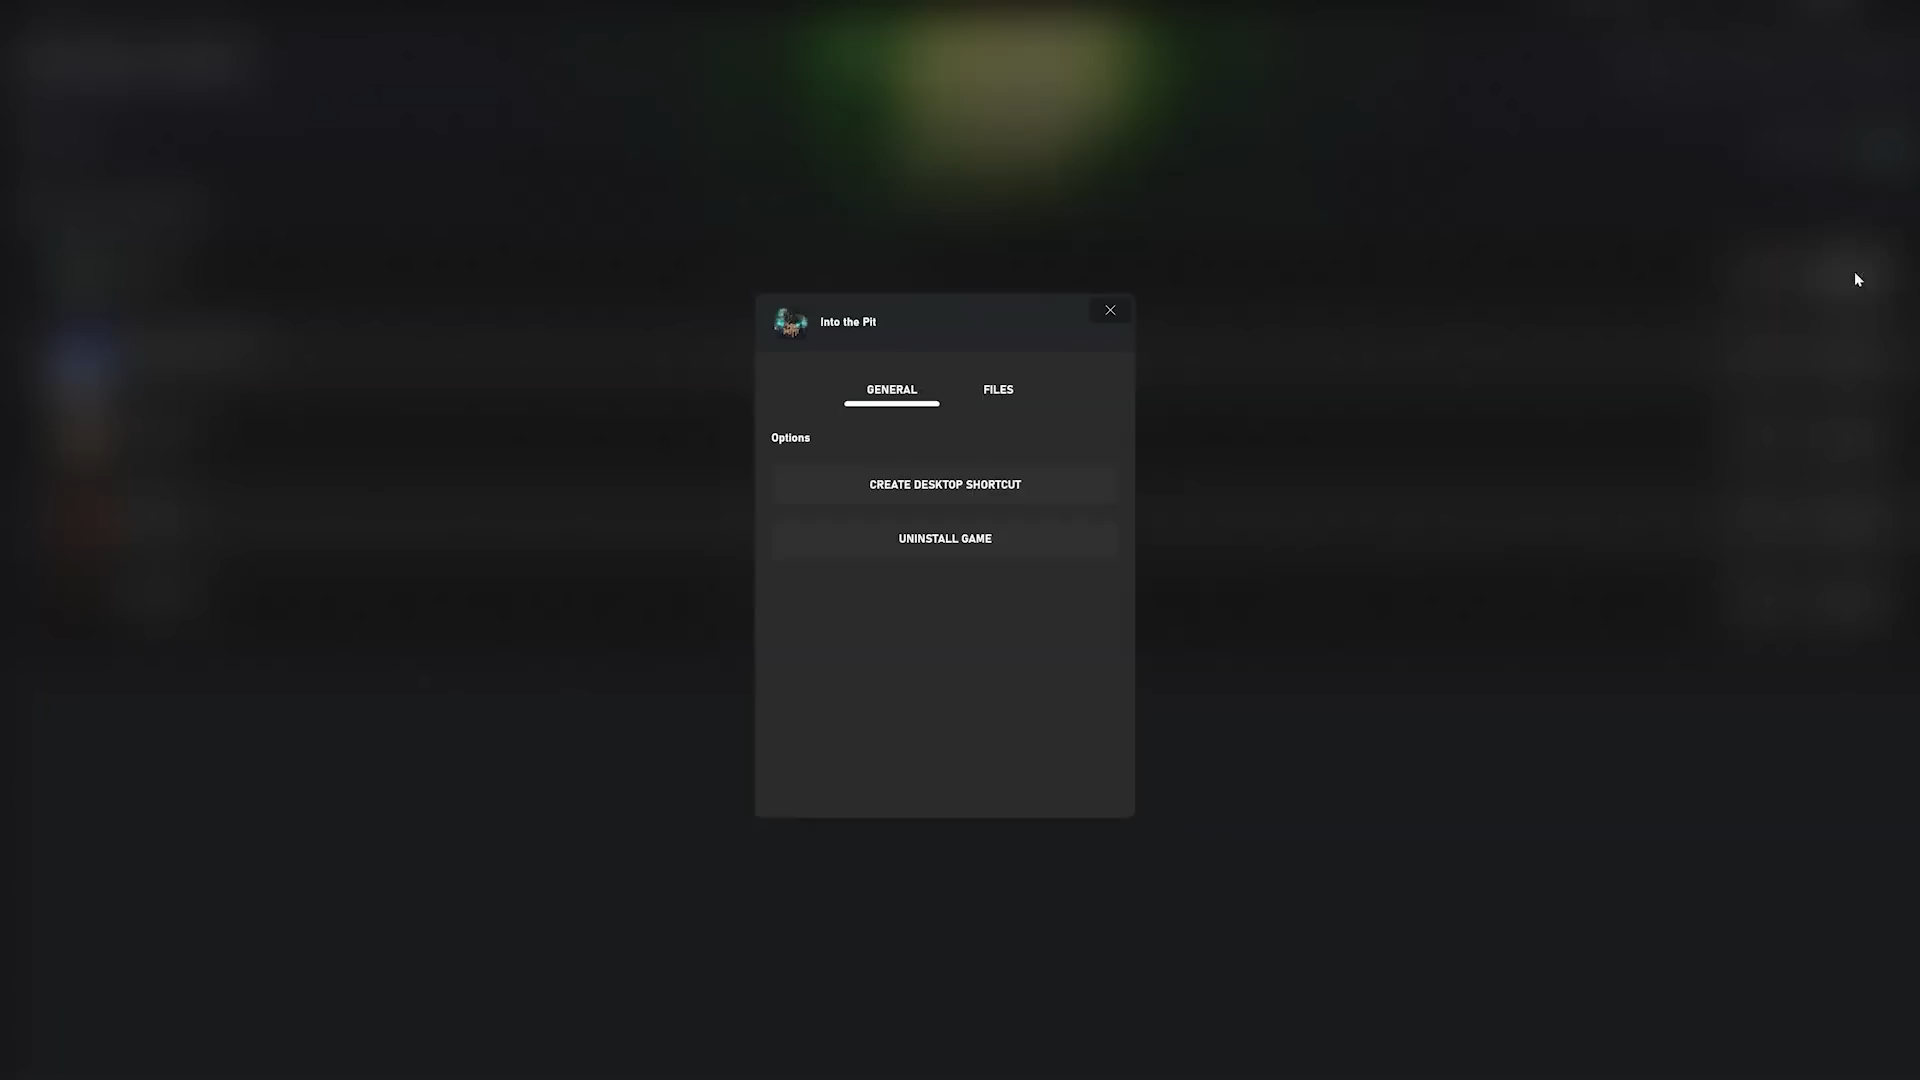 Into the Pit
GENERAL
FILES
Options
CREATE DESKTOP SHORTCUT
UNINSTALL GAME